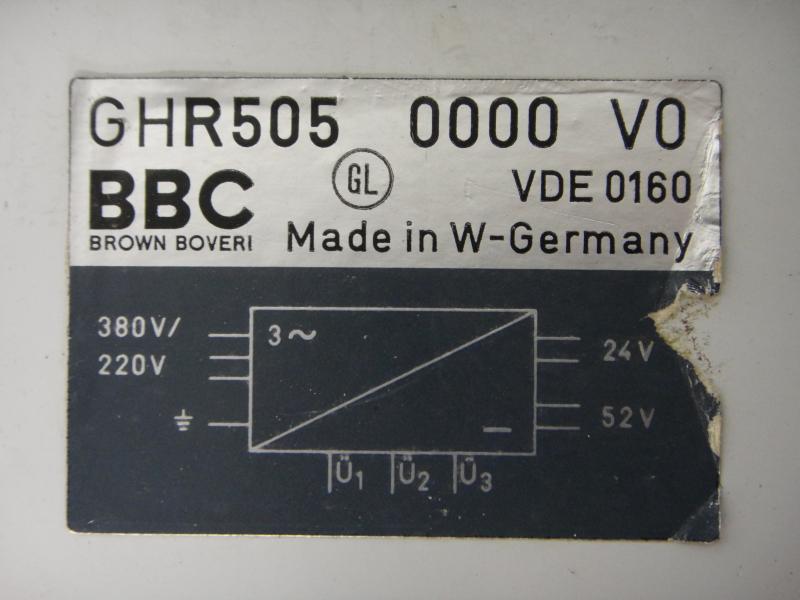 GHR505 0000 V0
BBC GL VDE 0160
BROWN BOVERI Made in W-Germany
380V/
220V
3~
24V
52V
Ü1 Ü2 Ü3